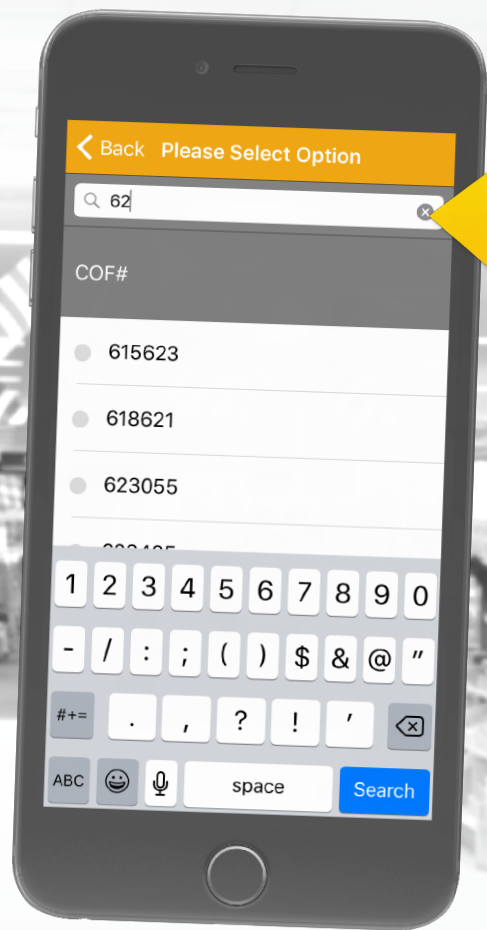 Back Please Select Option
62
COF#
615623
618621
623055
1 2 3 4 5 6 7 8 9 0
- / : ; ( ) $ & @ "
#+= . , ? ! '
ABC space Search